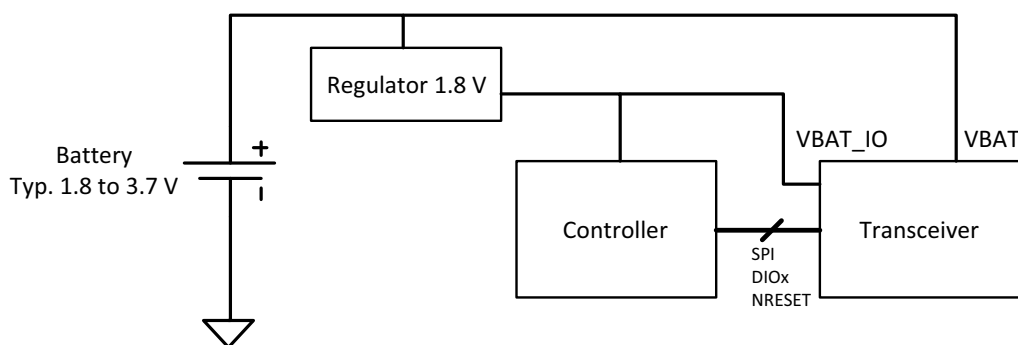 Regulator 1.8 V
Battery
Typ. 1.8 to 3.7 V
+
-
VBAT_IO
VBAT
Controller
Transceiver
SPI
DIOx
NRESET